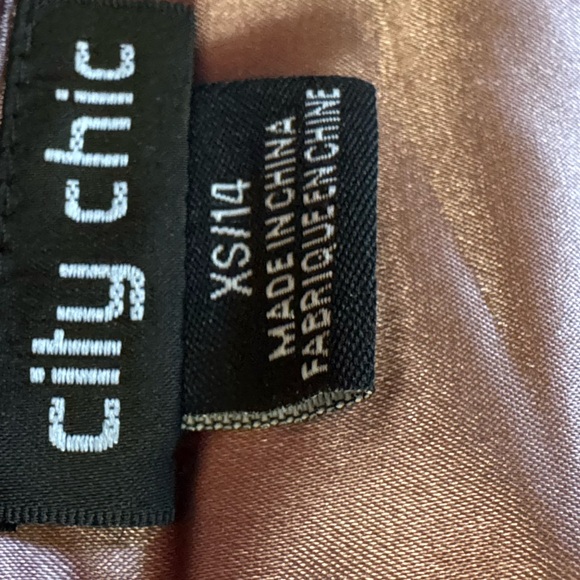 city chic
XS/14
MADE IN CHINA
FABRIQUE EN CHINE